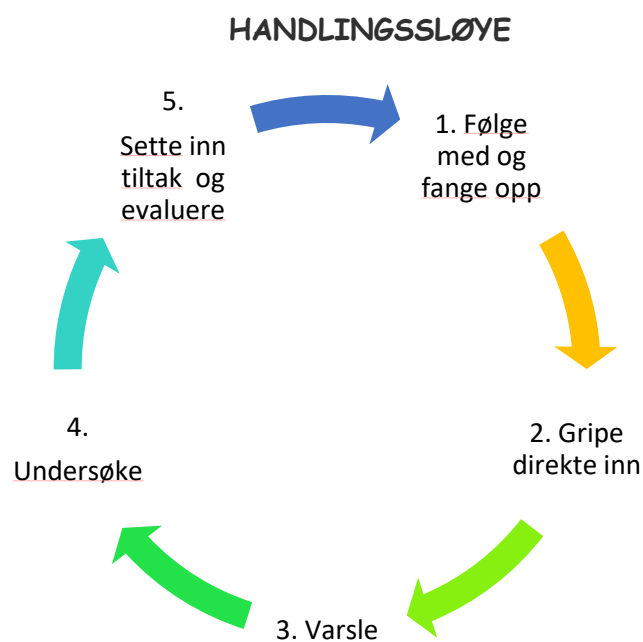 HANDLINGSSLØYE
1. Følge
med og
fange opp
2. Gripe
direkte inn
3. Varsle
4.
Undersøke
5.
Sette inn
tiltak og
evaluere